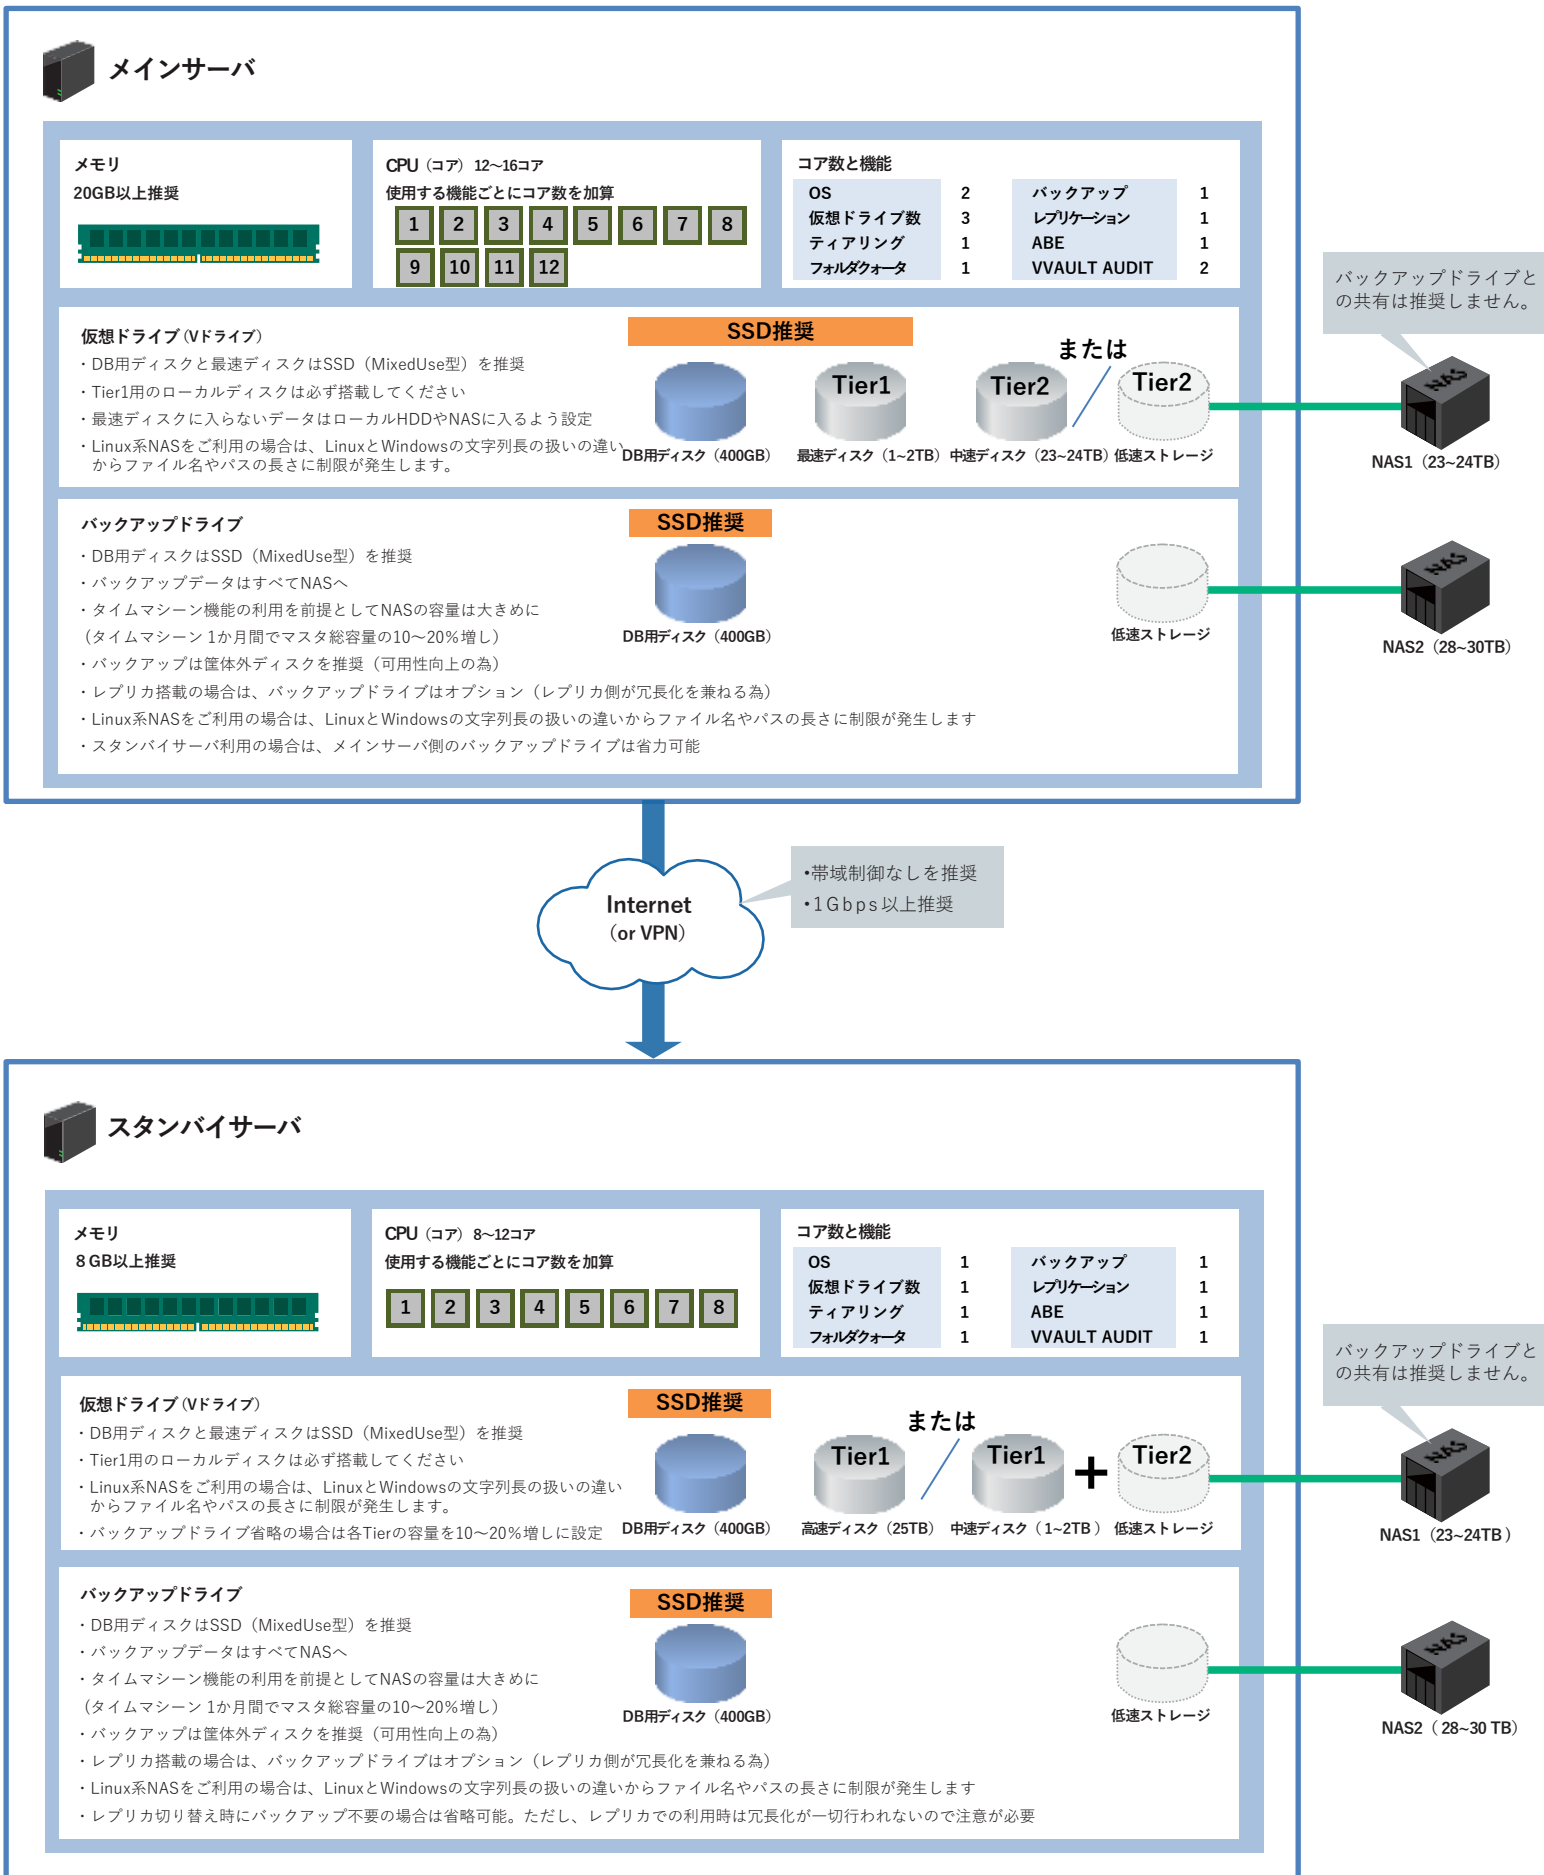 メインサーバ
メモリ
20GB以上推奨
CPU（コア） 12〜16コア
使用する機能ごとにコア数を加算
1 2 3 4 5 6 7 8
9 10 11 12
コア数と機能
OS 2 バックアップ 1
仮想ドライブ数 3 レプリケーション 1
ティアリング 1 ABE 1
フォルダクォータ 1 VVAULT AUDIT 2
バックアップドライブと
の共有は推奨しません。
仮想ドライブ（Vドライブ）
・DB用ディスクと最速ディスクはSSD（MixedUse型）を推奨
・Tier1用のローカルディスクは必ず搭載してください
・最速ディスクに入らないデータはローカルHDDやNASに入るよう設定
・Linux系NASをご利用の場合は、LinuxとWindowsの文字列長の扱いの違い
からファイル名やパスの長さに制限が発生します。
SSD推奨
または
Tier1 Tier2 Tier2
DB用ディスク（400GB） 最速ディスク（1~2TB） 中速ディスク（23~24TB） 低速ストレージ
NAS
NAS1（23~24TB）
バックアップドライブ
・DB用ディスクはSSD（MixedUse型）を推奨
・バックアップデータはすべてNASへ
・タイムマシーン機能の利用を前提としてNASの容量は大きめに
（タイムマシーン 1か月間でマスタ総容量の10〜20％増し）
・バックアップは筐体外ディスクを推奨（可用性向上の為）
・レプリカ搭載の場合は、バックアップドライブはオプション（レプリカ側が冗長化を兼ねる為）
・Linux系NASをご利用の場合は、LinuxとWindowsの文字列長の扱いの違いからファイル名やパスの長さに制限が発生します
・スタンバイサーバ利用の場合は、メインサーバ側のバックアップドライブは省力可能
SSD推奨
DB用ディスク（400GB）
低速ストレージ
NAS
NAS2（28~30TB）
Internet
（or VPN）
•帯域制御なしを推奨
•1Gbps以上推奨
スタンバイサーバ
メモリ
8 GB以上推奨
CPU（コア） 8〜12コア
使用する機能ごとにコア数を加算
1 2 3 4 5 6 7 8
コア数と機能
OS 1 バックアップ 1
仮想ドライブ数 1 レプリケーション 1
ティアリング 1 ABE 1
フォルダクォータ 1 VVAULT AUDIT 1
バックアップドライブと
の共有は推奨しません。
仮想ドライブ（Vドライブ）
・DB用ディスクと最速ディスクはSSD（MixedUse型）を推奨
・Tier1用のローカルディスクは必ず搭載してください
・Linux系NASをご利用の場合は、LinuxとWindowsの文字列長の扱いの違い
からファイル名やパスの長さに制限が発生します。
・バックアップドライブ省略の場合は各Tierの容量を10〜20％増しに設定
SSD推奨
または
Tier1 Tier1 + Tier2
DB用ディスク（400GB） 高速ディスク（25TB） 中速ディスク（ 1~2TB ） 低速ストレージ
NAS
NAS1（23~24TB ）
バックアップドライブ
・DB用ディスクはSSD（MixedUse型）を推奨
・バックアップデータはすべてNASへ
・タイムマシーン機能の利用を前提としてNASの容量は大きめに
（タイムマシーン 1か月間でマスタ総容量の10〜20％増し）
・バックアップは筐体外ディスクを推奨（可用性向上の為）
・レプリカ搭載の場合は、バックアップドライブはオプション（レプリカ側が冗長化を兼ねる為）
・Linux系NASをご利用の場合は、LinuxとWindowsの文字列長の扱いの違いからファイル名やパスの長さに制限が発生します
・レプリカ切り替え時にバックアップ不要の場合は省略可能。ただし、レプリカでの利用時は冗長化が一切行われないので注意が必要
SSD推奨
DB用ディスク（400GB）
低速ストレージ
NAS
NAS2（ 28~30 TB）